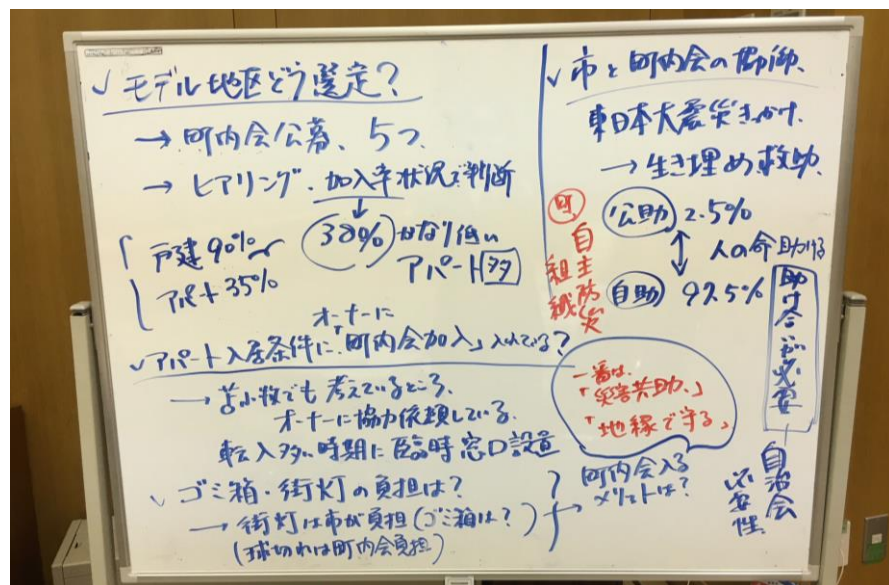 ✓ モデル地区どう選定?
→ 町内会公募、5つ
→ ヒアリング、加入率状況で判断
↓
戸建90%〜
38% かなり低い
アパート多
アパート35%
オーナーに
✓ アパート入居条件に「町内会加入」入れている?
→ 苫小牧でも考えているところ、
オーナーに協力依頼している。
転入多い時期に臨時窓口設置
✓ ゴミ箱・街灯の負担は?
→ 街灯は市が負担(ゴミ箱は?)
(球切れは町内会負担)
→ 町内会入る
メリットは?
✓ 市と町内会の
東日本大震災きっかけ、
→ 生き埋め救助、
公助 2.5%
↕ 人の命助ける
自助 97.5%
町、
自主防災
組織
助け合いが必要
自治会
必要性
一番は、
「災害共助、」
「地縁で守る」